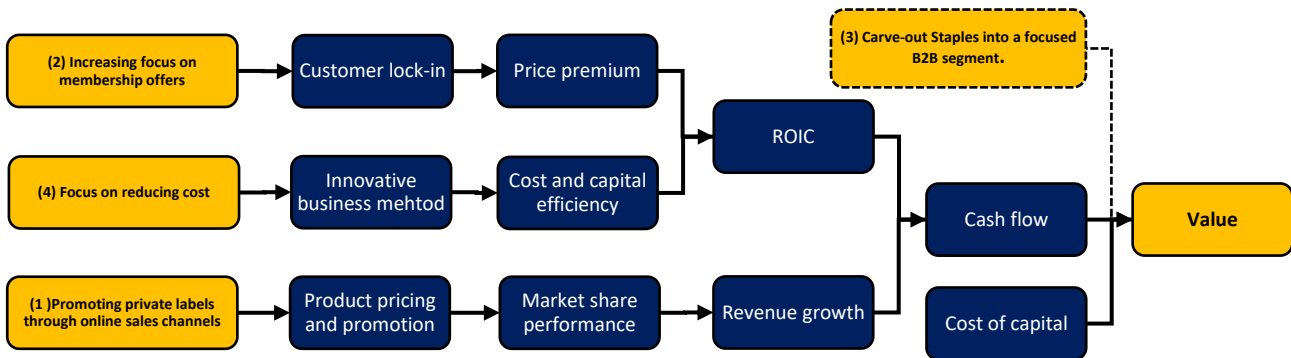 (2) Increasing focus on
membership offers
Customer lock-in
Price premium
(3) Carve-out Staples into a focused
B2B segment.
ROIC
(4) Focus on reducing cost
Innovative
business mehtod
Cost and capital
efficiency
Cash flow
Value
(1 )Promoting private labels
through online sales channels
Product pricing
and promotion
Market share
performance
Revenue growth
Cost of capital